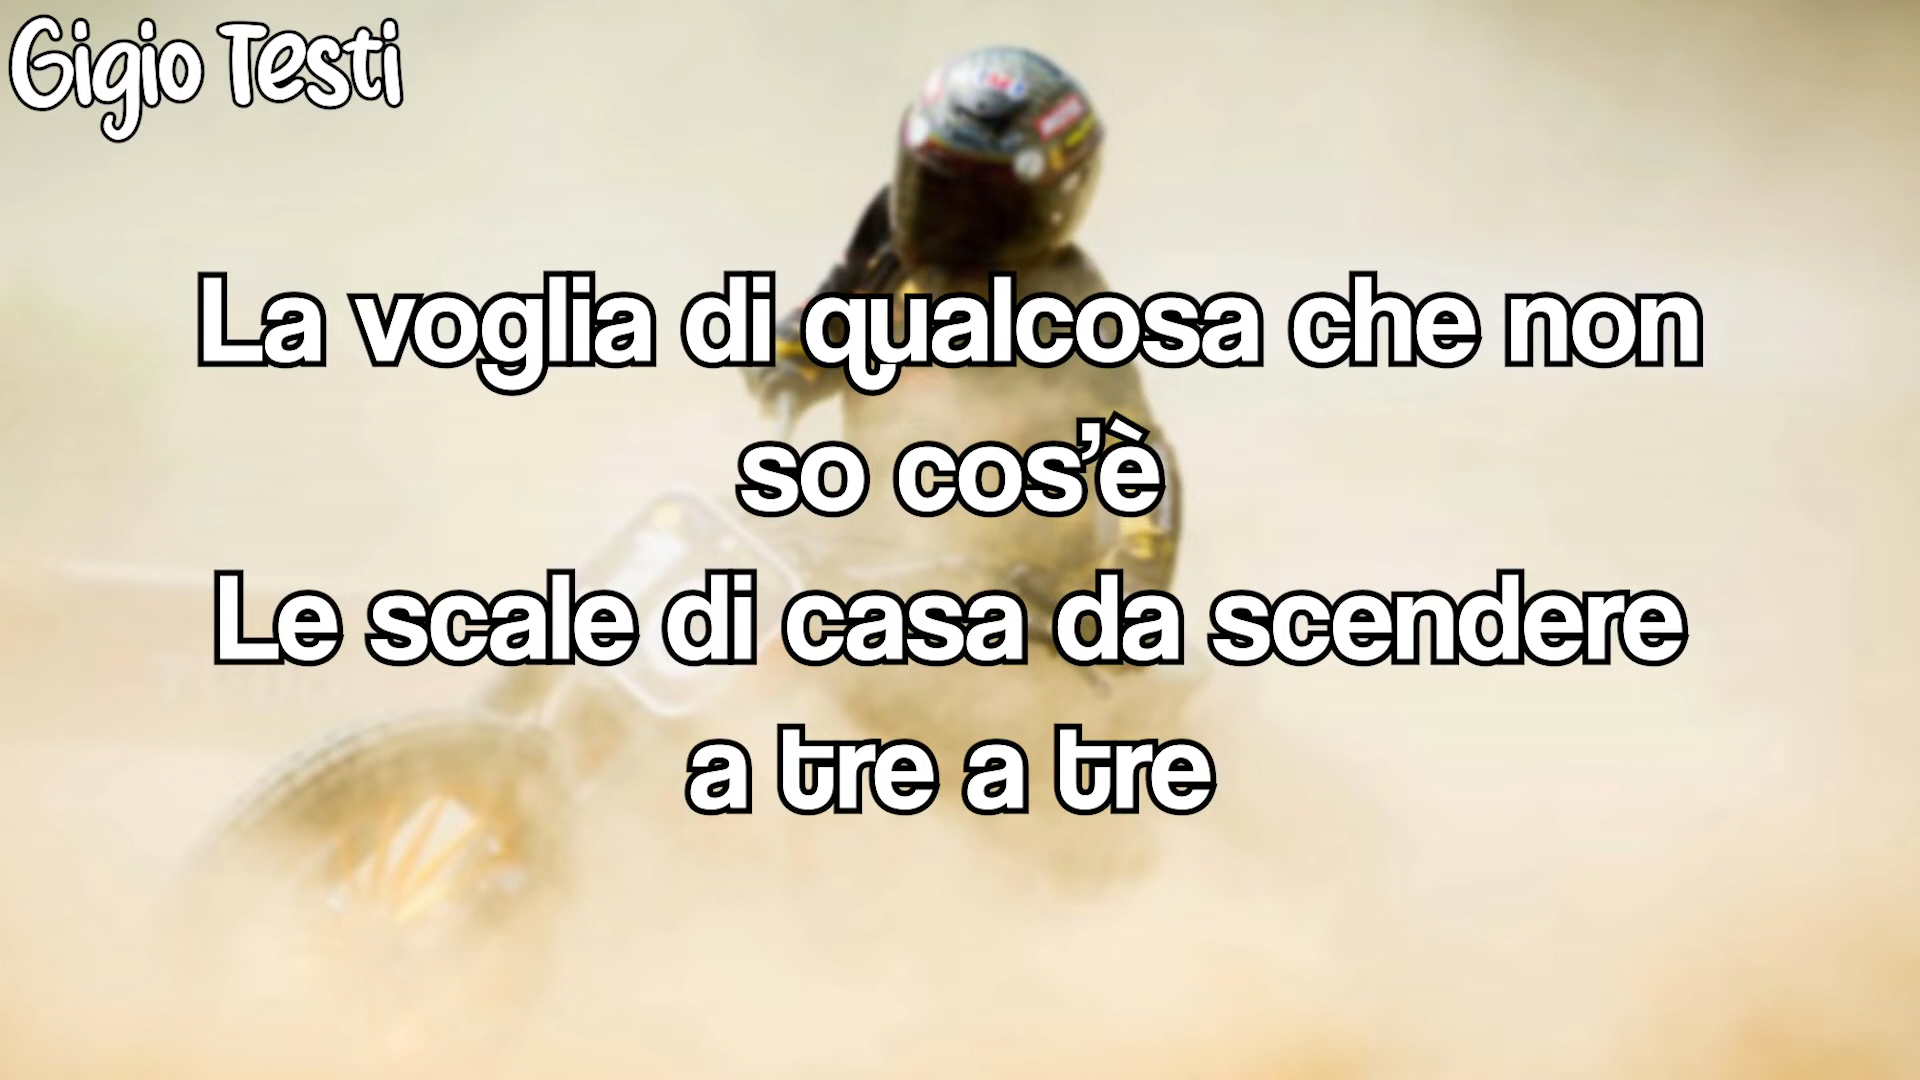 Gigio Testi
La voglia di qualcosa che non
so cos’è
Le scale di casa da scendere
a tre a tre